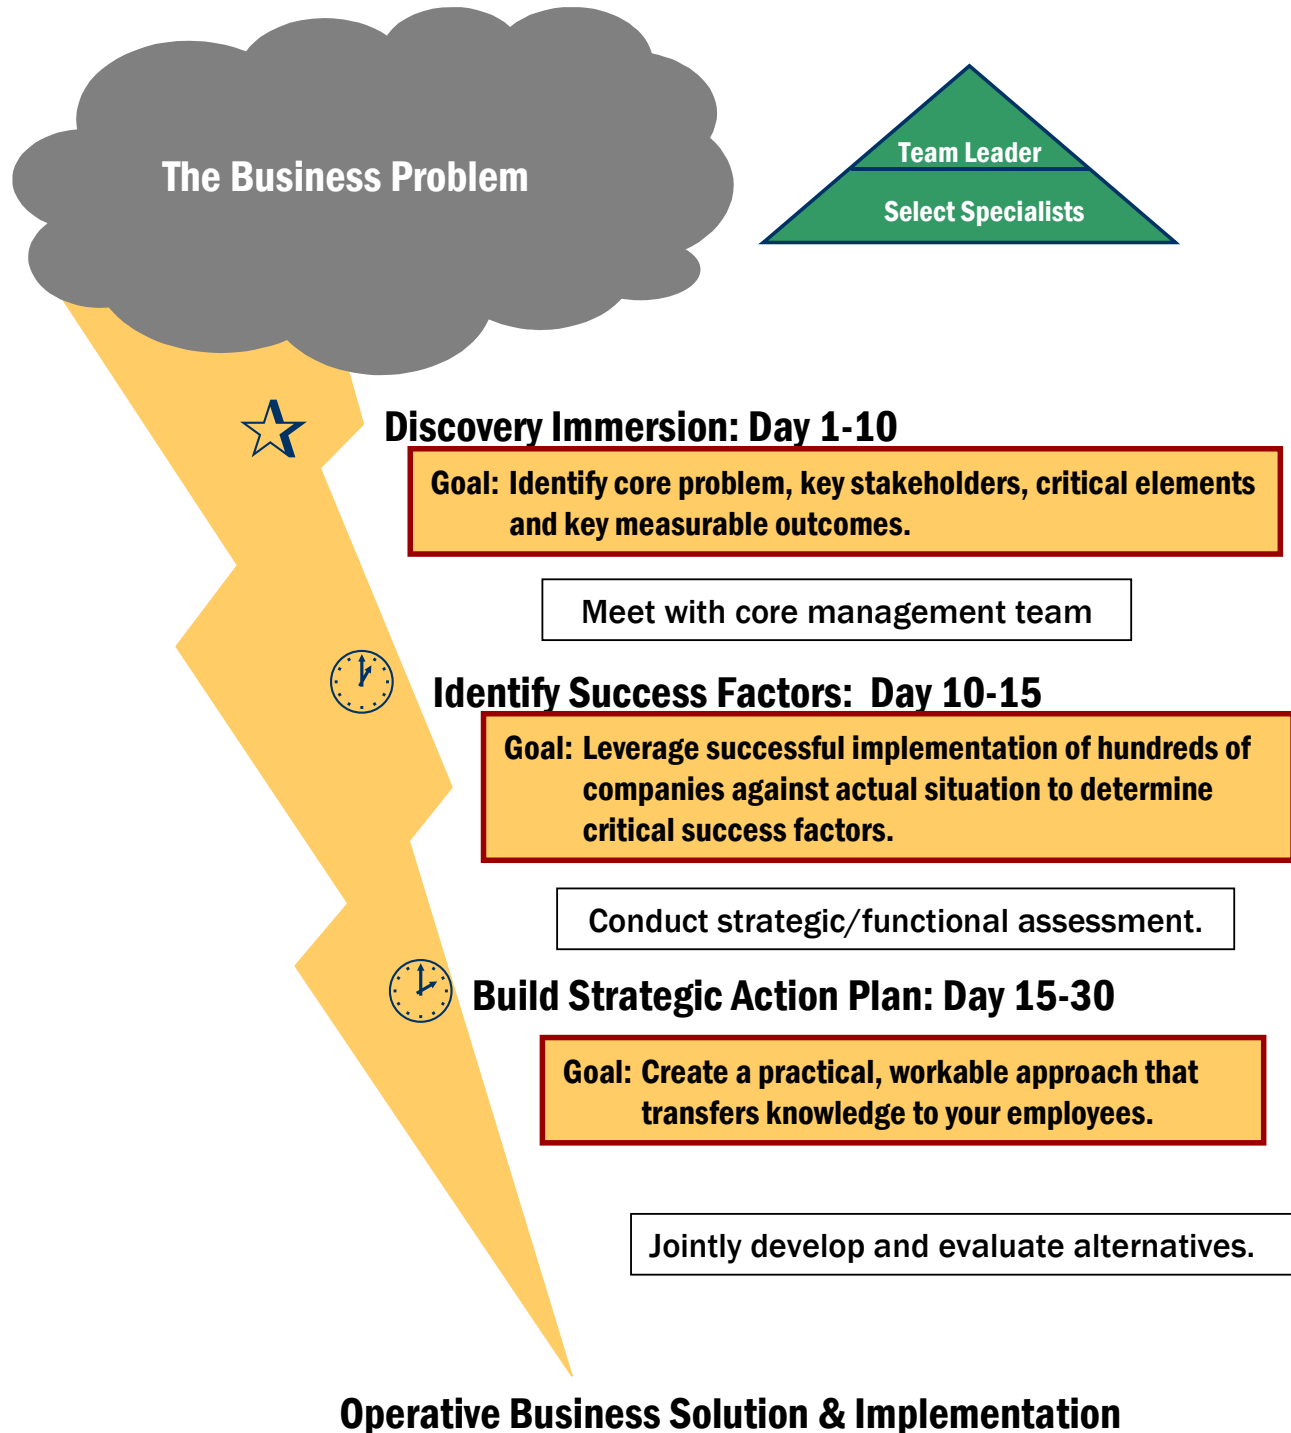 The Business Problem
Team Leader
Select Specialists
Discovery Immersion: Day 1-10
Goal: Identify core problem, key stakeholders, critical elements
and key measurable outcomes.
Meet with core management team
Identify Success Factors: Day 10-15
Goal: Leverage successful implementation of hundreds of
companies against actual situation to determine
critical success factors.
Conduct strategic/functional assessment.
Build Strategic Action Plan: Day 15-30
Goal: Create a practical, workable approach that
transfers knowledge to your employees.
Jointly develop and evaluate alternatives.
Operative Business Solution & Implementation